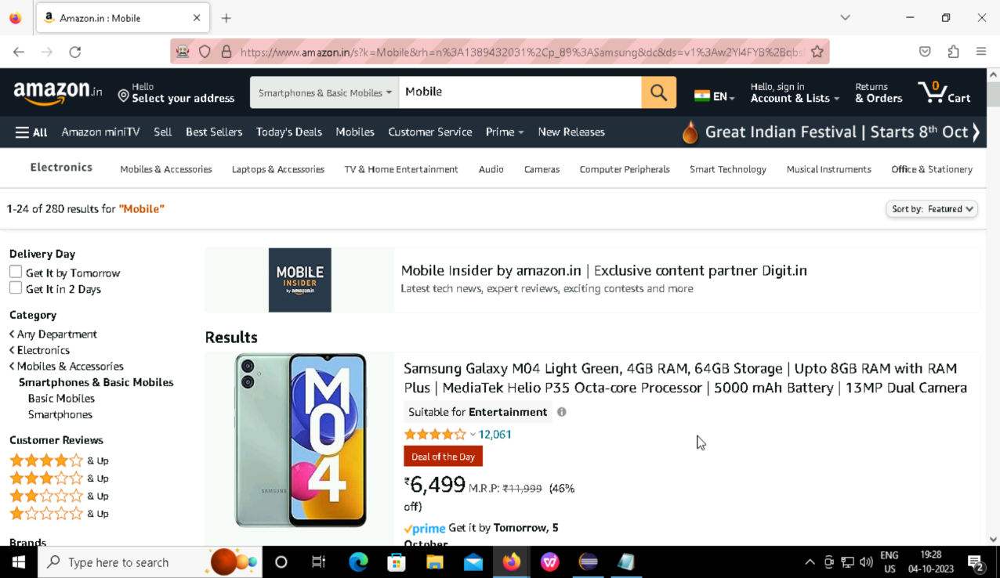 Amazon.in : Mobile
https://www.amazon.in/s?k=Mobile&rh=n%3A1389432031%2Cp_89%3ASamsung&dc&ds=v1%3Aw2Yl4FYB%2Bqbs
amazon.in
Hello
Select your address
Smartphones & Basic Mobiles
Mobile
EN
Hello, sign in
Account & Lists
Returns
& Orders
0
Cart
All
Amazon miniTV
Sell
Best Sellers
Today's Deals
Mobiles
Customer Service
Prime
New Releases
Great Indian Festival | Starts 8th Oct
Electronics
Mobiles & Accessories
Laptops & Accessories
TV & Home Entertainment
Audio
Cameras
Computer Peripherals
Smart Technology
Musical Instruments
Office & Stationery
1-24 of 280 results for "Mobile"
Sort by: Featured
Delivery Day
Get It by Tomorrow
Get It in 2 Days
Category
Any Department
Electronics
Mobiles & Accessories
Smartphones & Basic Mobiles
Basic Mobiles
Smartphones
Customer Reviews
& Up
& Up
& Up
& Up
Brands
MOBILE
INSIDER
by amazon.in
Mobile Insider by amazon.in | Exclusive content partner Digit.in
Latest tech news, expert reviews, exciting contests and more
Results
SAMSUNG
M
0
4
Samsung Galaxy M04 Light Green, 4GB RAM, 64GB Storage | Upto 8GB RAM with RAM
Plus | MediaTek Helio P35 Octa-core Processor | 5000 mAh Battery | 13MP Dual Camera
Suitable for Entertainment
12,061
Deal of the Day
₹6,499 M.R.P: ₹11,999 (46%
off)
prime Get it by Tomorrow, 5
October
Type here to search
ENG
US
19:28
04-10-2023
2